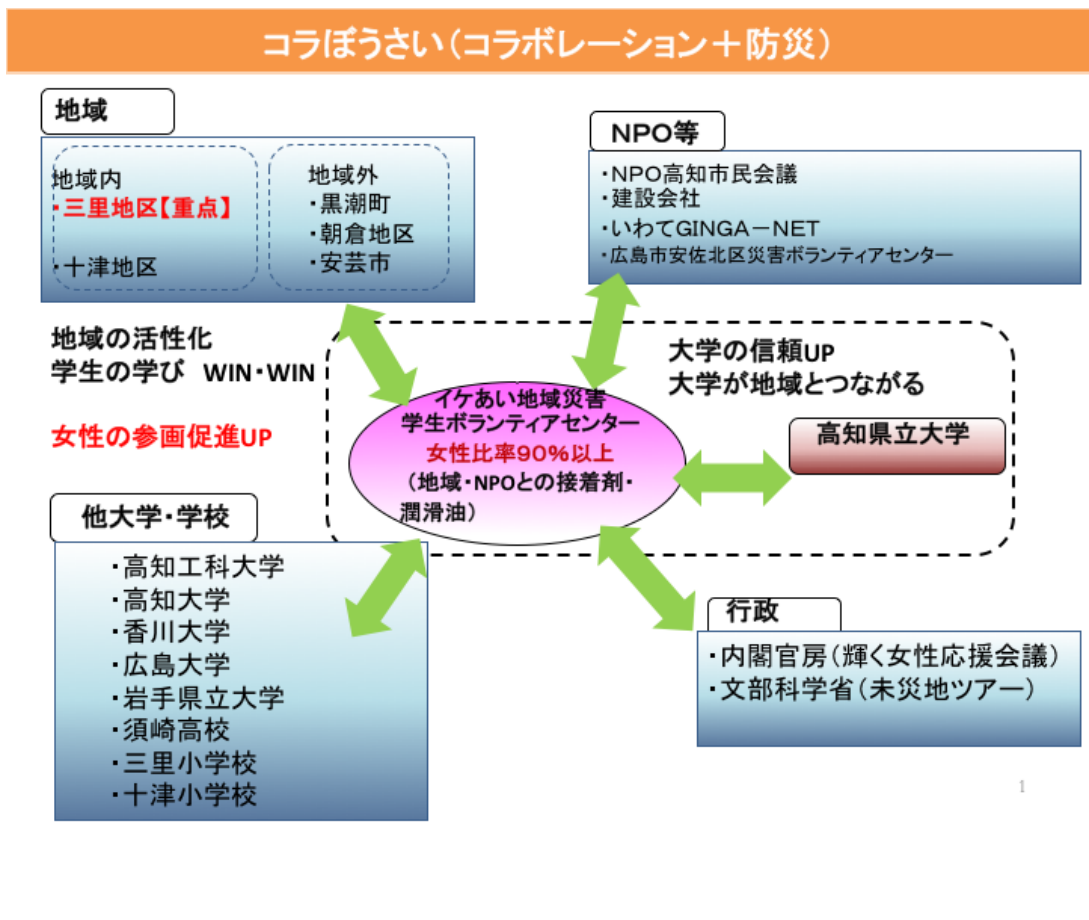 コラぼうさい（コラボレーション＋防災）
地域
地域内
・三里地区【重点】
・十津地区
地域外
・黒潮町
・朝倉地区
・安芸市
NPO等
・NPO高知市民会議
・建設会社
・いわてGINGA－NET
・広島市安佐北区災害ボランティアセンター
地域の活性化
学生の学び WIN・WIN
女性の参画促進UP
大学の信頼UP
大学が地域とつながる
イケあい地域災害
学生ボランティアセンター
女性比率90%以上
（地域・NPOとの接着剤・
潤滑油）
高知県立大学
他大学・学校
・高知工科大学
・高知大学
・香川大学
・広島大学
・岩手県立大学
・須崎高校
・三里小学校
・十津小学校
行政
・内閣官房（輝く女性応援会議）
・文部科学省（未災地ツアー）
1